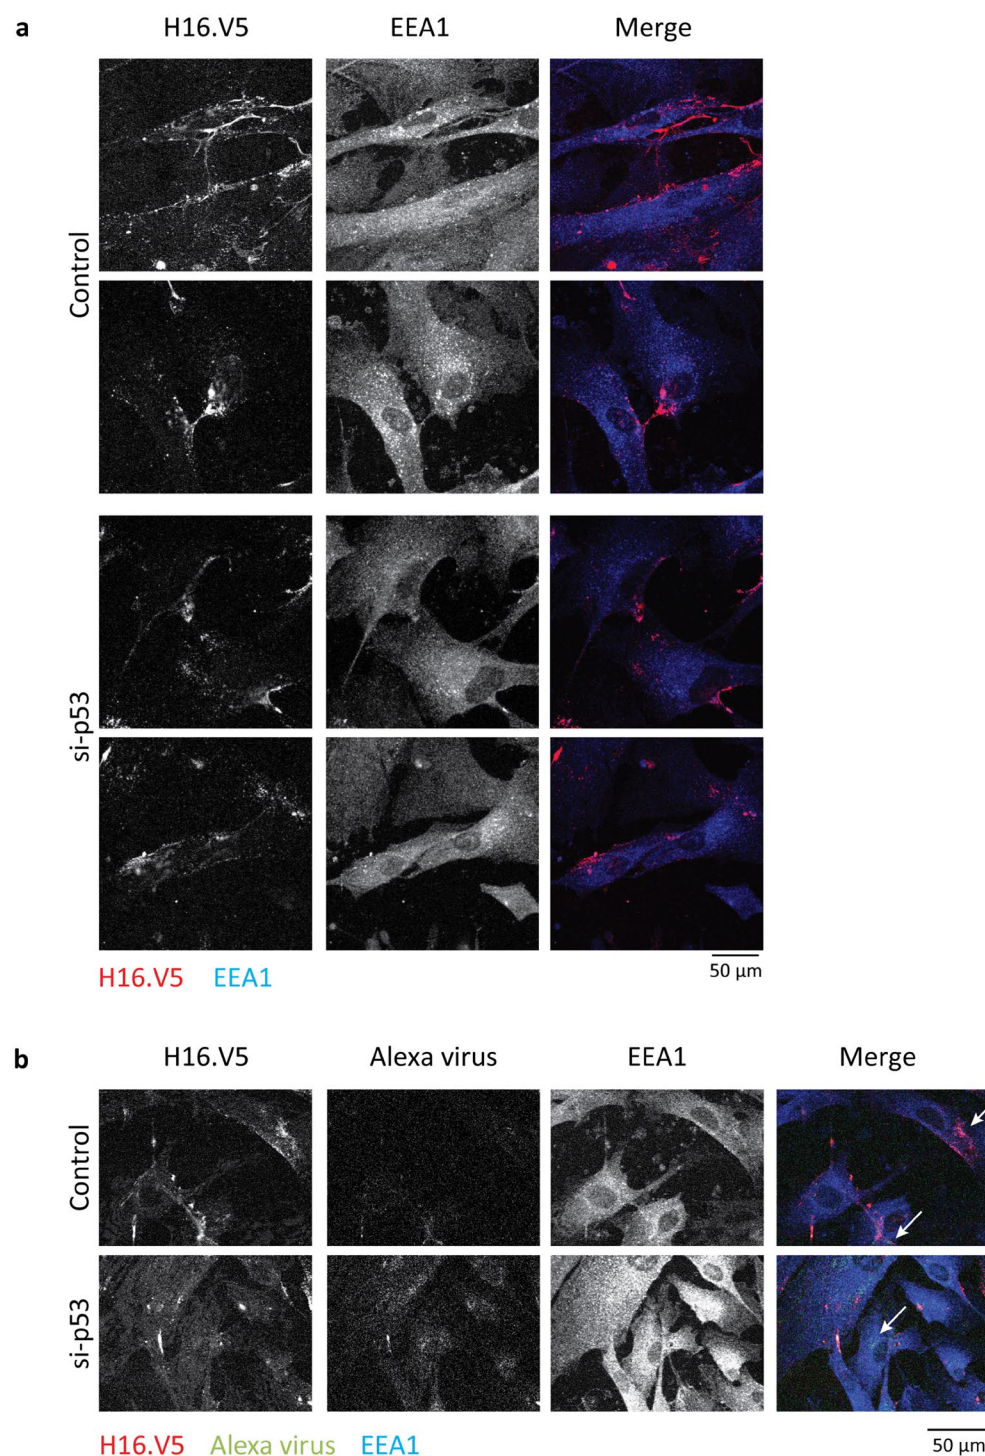 a
H16.V5 EEA1 Merge
Control
si-p53
50 µm
H16.V5 EEA1
b
H16.V5 Alexa virus EEA1 Merge
Control
si-p53
H16.V5 Alexa virus EEA1
50 µm